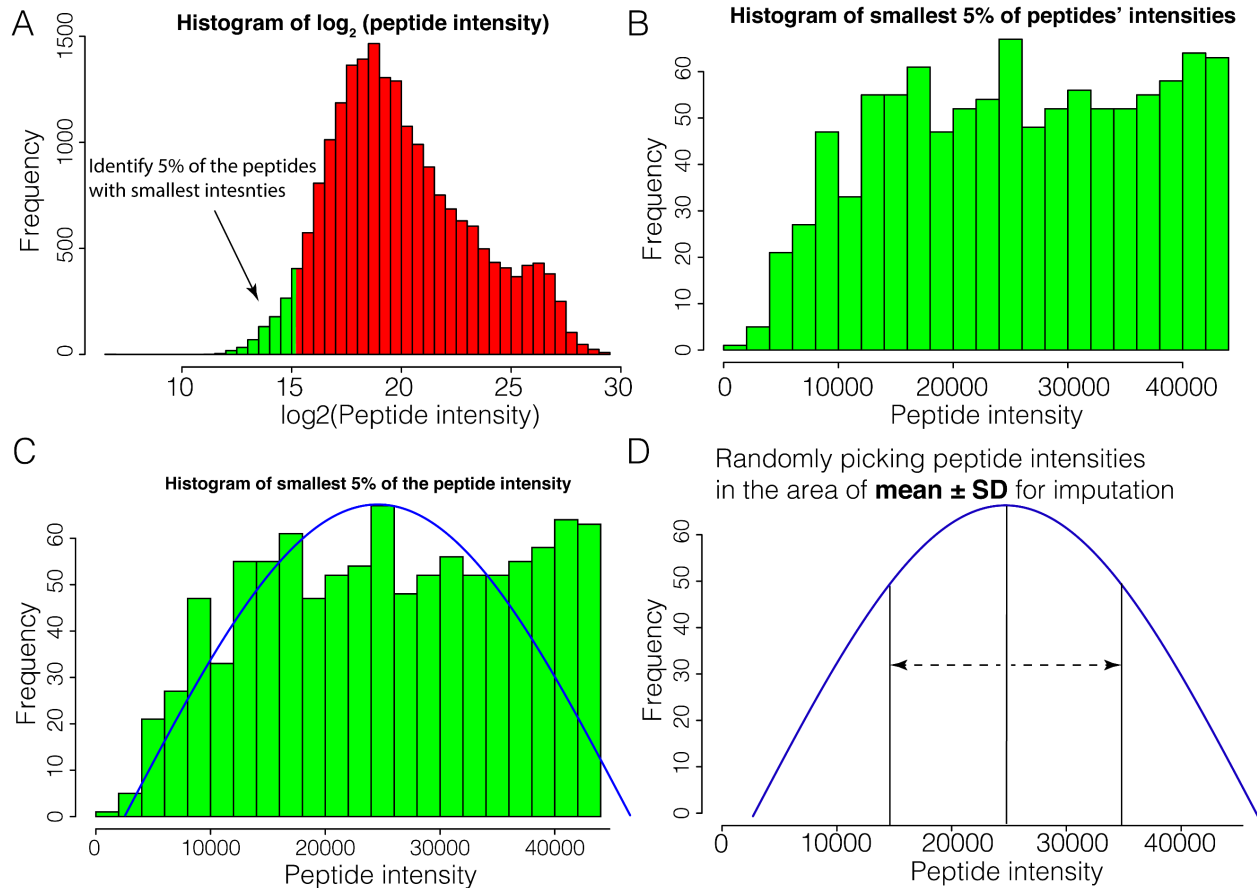 A
Histogram of log2 (peptide intensity)
Frequency
0
500
1000
1500
Identify 5% of the peptides
with smallest intesnties
10 15 20 25 30
log2(Peptide intensity)
B
Histogram of smallest 5% of peptides’ intensities
Frequency
0
10
20
30
40
50
60
0 10000 20000 30000 40000
Peptide intensity
C
Histogram of smallest 5% of the peptide intensity
Frequency
0
10
20
30
40
50
60
0 10000 20000 30000 40000
Peptide intensity
D
Randomly picking peptide intensities
in the area of mean ± SD for imputation
Frequency
0
10
20
30
40
50
60
0 10000 20000 30000 40000
Peptide intensity